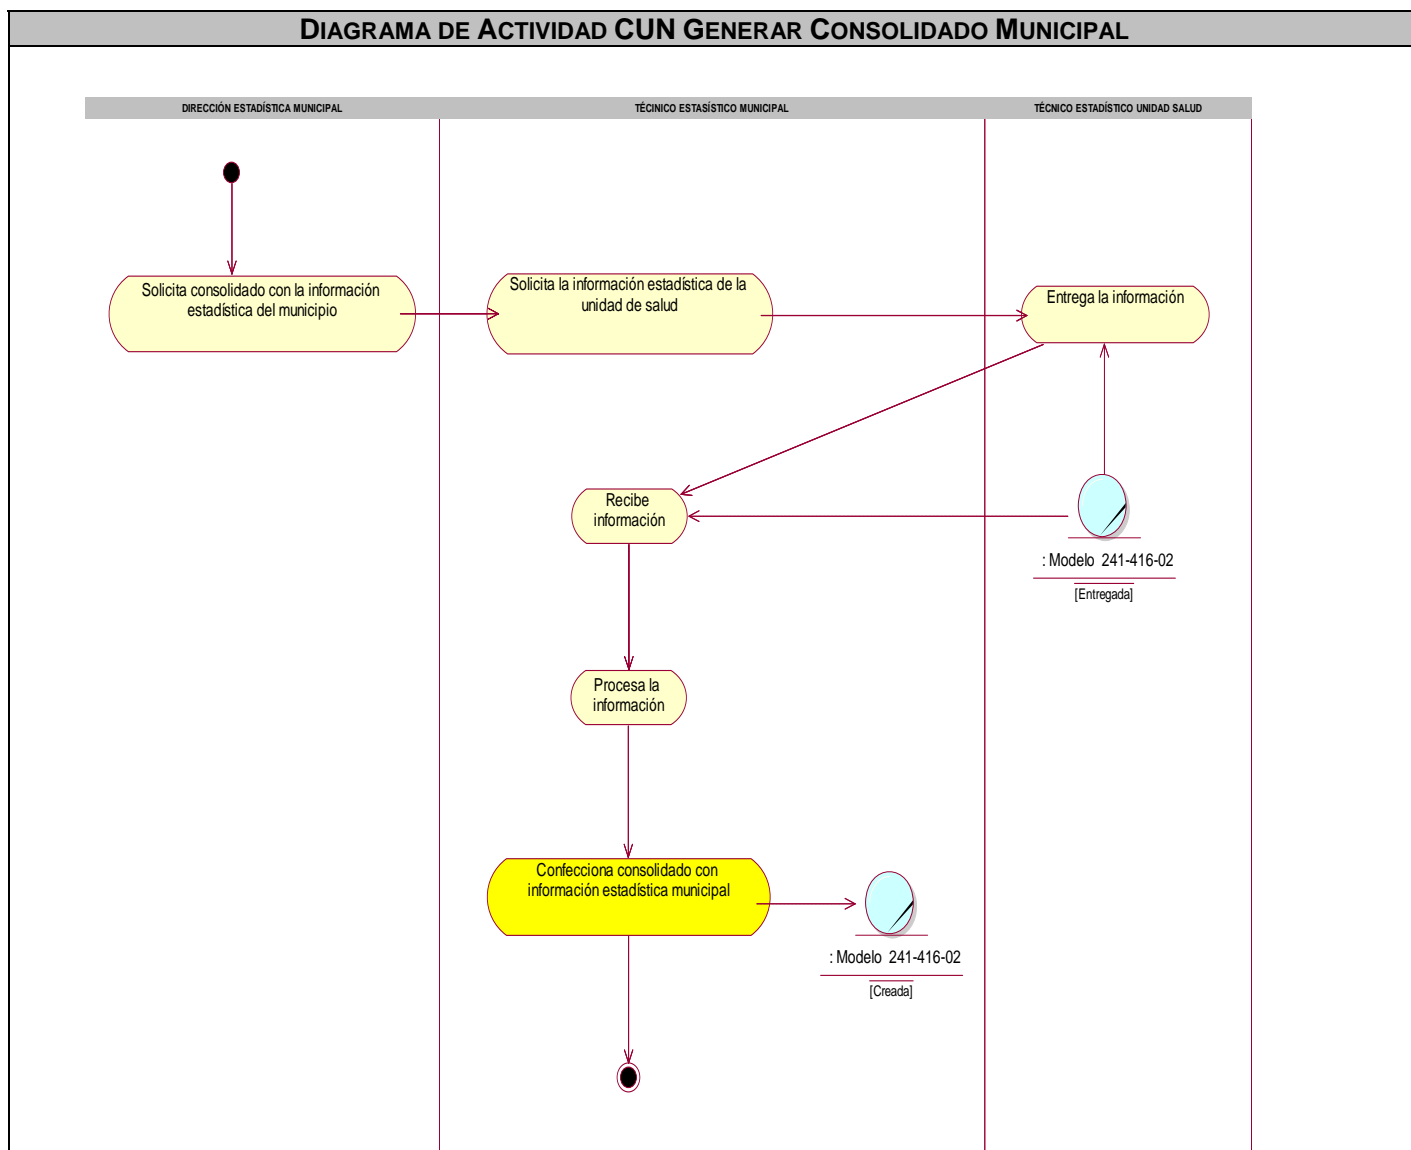 DIAGRAMA DE ACTIVIDAD CUN GENERAR CONSOLIDADO MUNICIPAL
DIRECCIÓN ESTADÍSTICA MUNICIPAL
TÉCINICO ESTASÍSTICO MUNICIPAL
TÉCNICO ESTADÍSTICO UNIDAD SALUD
Solicita consolidado con la información
estadística del municipio
Solicita la información estadística de la
unidad de salud
Entrega la información
Recibe
información
: Modelo 241-416-02
[Entregada]
Procesa la
información
Confecciona consolidado con
información estadística municipal
: Modelo 241-416-02
[Creada]